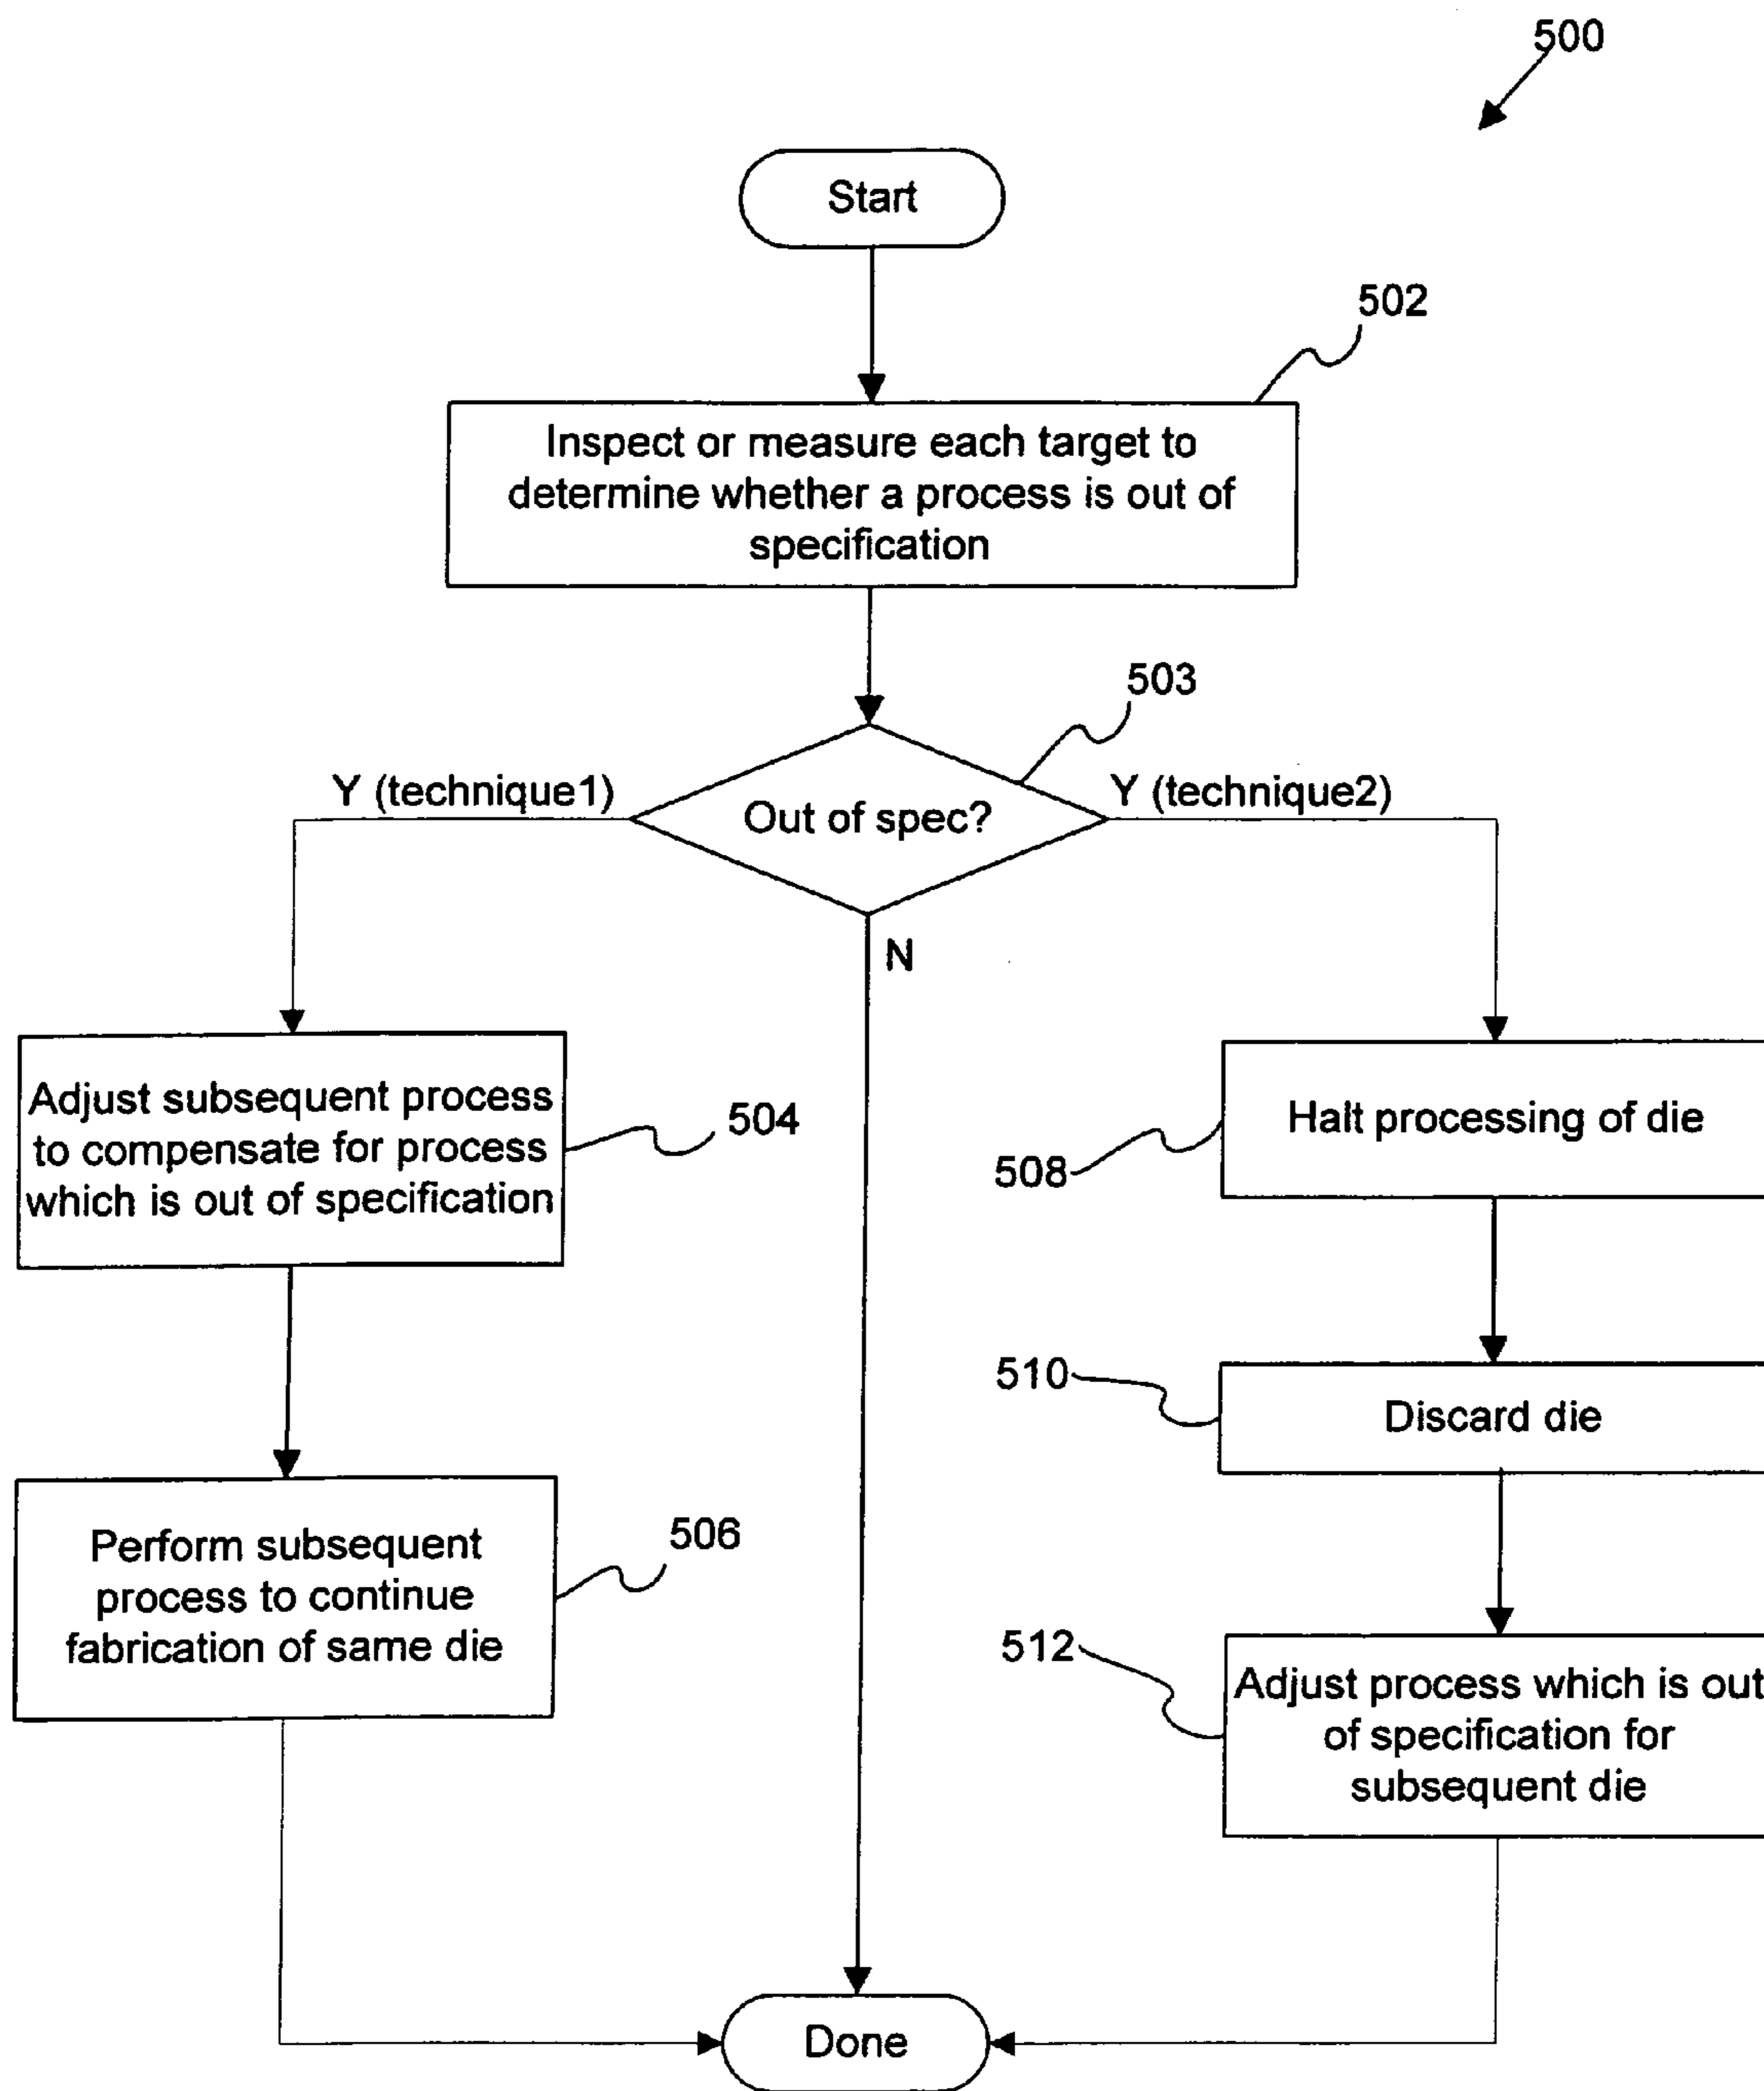 500
Start
502
Inspect or measure each target to
determine whether a process is out of
specification
503
Y (technique1)
Out of spec?
Y (technique2)
N
Adjust subsequent process
to compensate for process
which is out of specification
504
Halt processing of die
508
510
Discard die
Perform subsequent
process to continue
fabrication of same die
506
512
Adjust process which is out
of specification for
subsequent die
Done